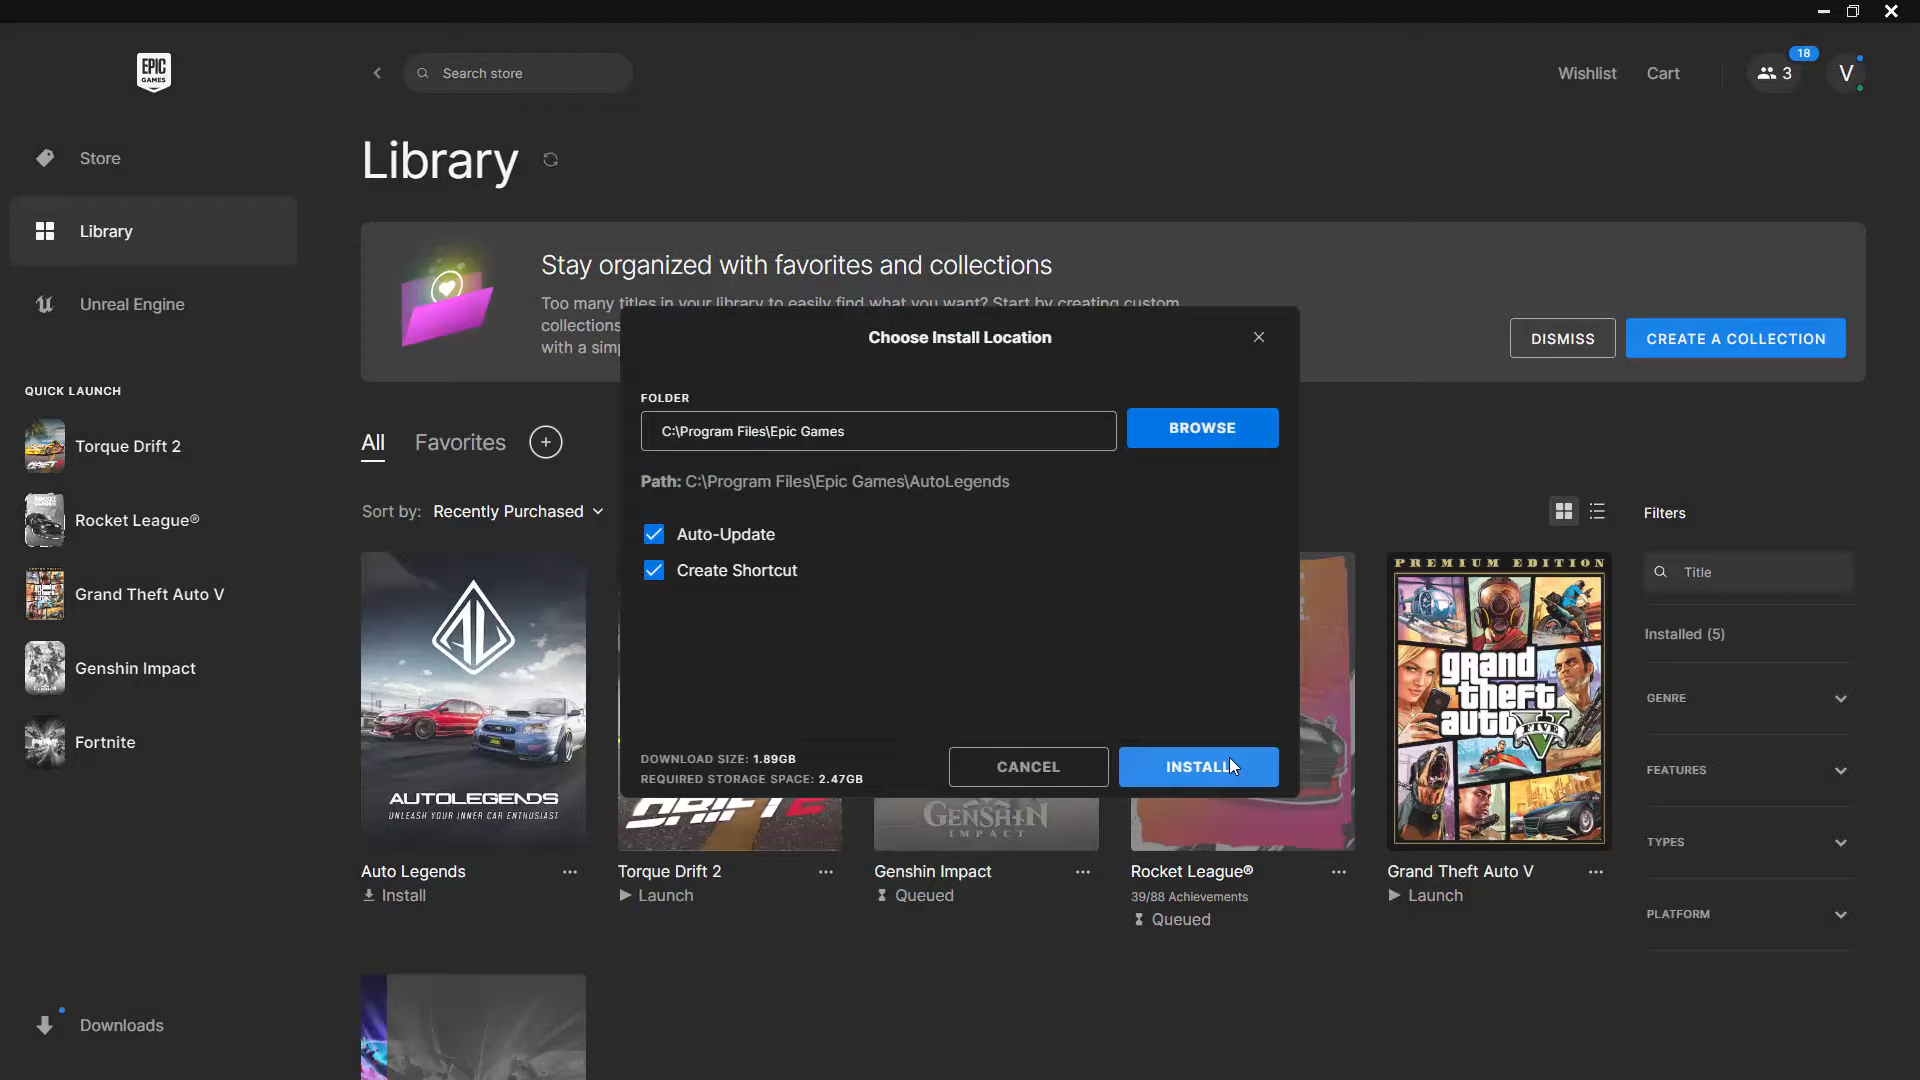 EPIC
GAMES
Search store
Wishlist
Cart
3
18
V
Store
Library
Unreal Engine
QUICK LAUNCH
Torque Drift 2
Rocket League®
Grand Theft Auto V
Genshin Impact
Fortnite
Downloads
Library
Stay organized with favorites and collections
Too many titles in your library to easily find what you want? Start by creating custom
collections
with a sim
DISMISS
CREATE A COLLECTION
All
Favorites
Sort by: Recently Purchased
Choose Install Location
FOLDER
C:\Program Files\Epic Games
BROWSE
Path: C:\Program Files\Epic Games\AutoLegends
Auto-Update
Create Shortcut
DOWNLOAD SIZE: 1.89GB
REQUIRED STORAGE SPACE: 2.47GB
CANCEL
INSTALL
AL
AUTOLEGENDS
UNLEASH YOUR INNER CAR ENTHUSIAST
DRIFT 2
GENSHIN
IMPACT
PREMIUM EDITION
grand
theft
auto
FIVE
Auto Legends
Install
Torque Drift 2
Launch
Genshin Impact
Queued
Rocket League®
39/88 Achievements
Queued
Grand Theft Auto V
Launch
Filters
Title
Installed (5)
GENRE
FEATURES
TYPES
PLATFORM